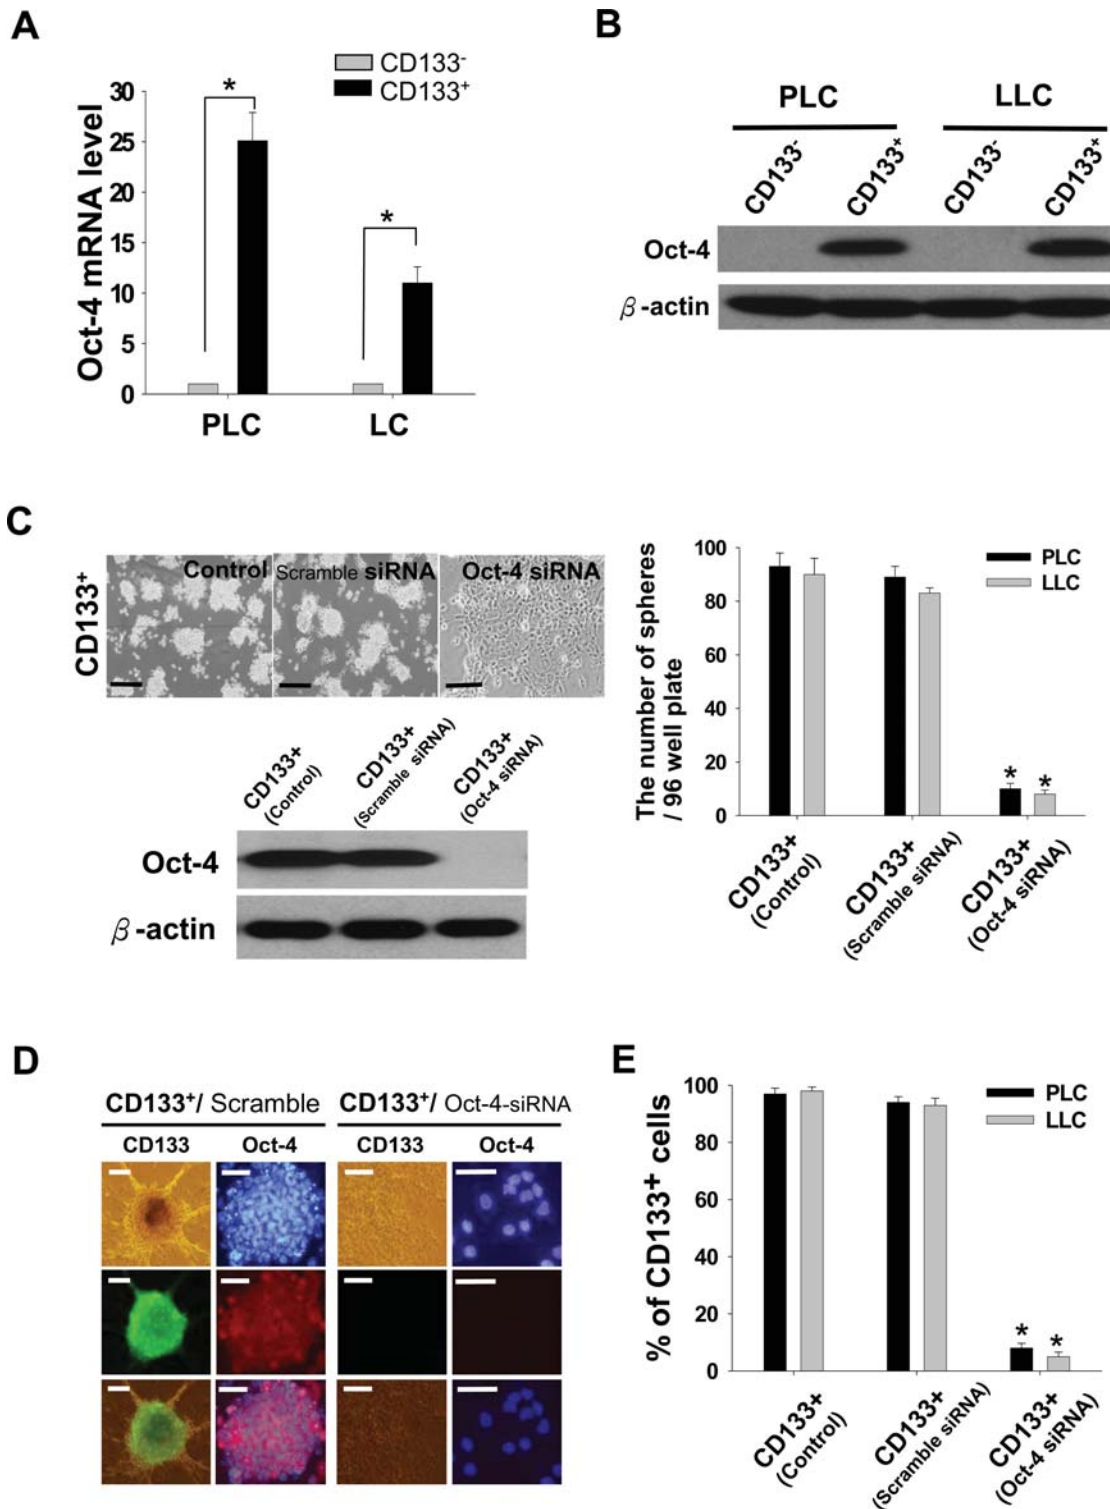 A
CD133-
CD133+
Oct-4 mRNA level
30
25
20
15
10
5
0
*
*
PLC
LC
B
PLC
LLC
CD133-
CD133+
CD133-
CD133+
Oct-4
β-actin
C
CD133+
Control
Scramble siRNA
Oct-4 siRNA
CD133+
(Control)
CD133+
(Scramble siRNA)
CD133+
(Oct-4 siRNA)
Oct-4
β-actin
The number of spheres
/ 96 well plate
100
80
60
40
20
0
PLC
LLC
*
*
CD133+
(Control)
CD133+
(Scramble siRNA)
CD133+
(Oct-4 siRNA)
D
CD133+/ Scramble
CD133+/ Oct-4-siRNA
CD133
Oct-4
CD133
Oct-4
E
% of CD133+ cells
100
80
60
40
20
0
PLC
LLC
*
*
CD133+
(Control)
CD133+
(Scramble siRNA)
CD133+
(Oct-4 siRNA)